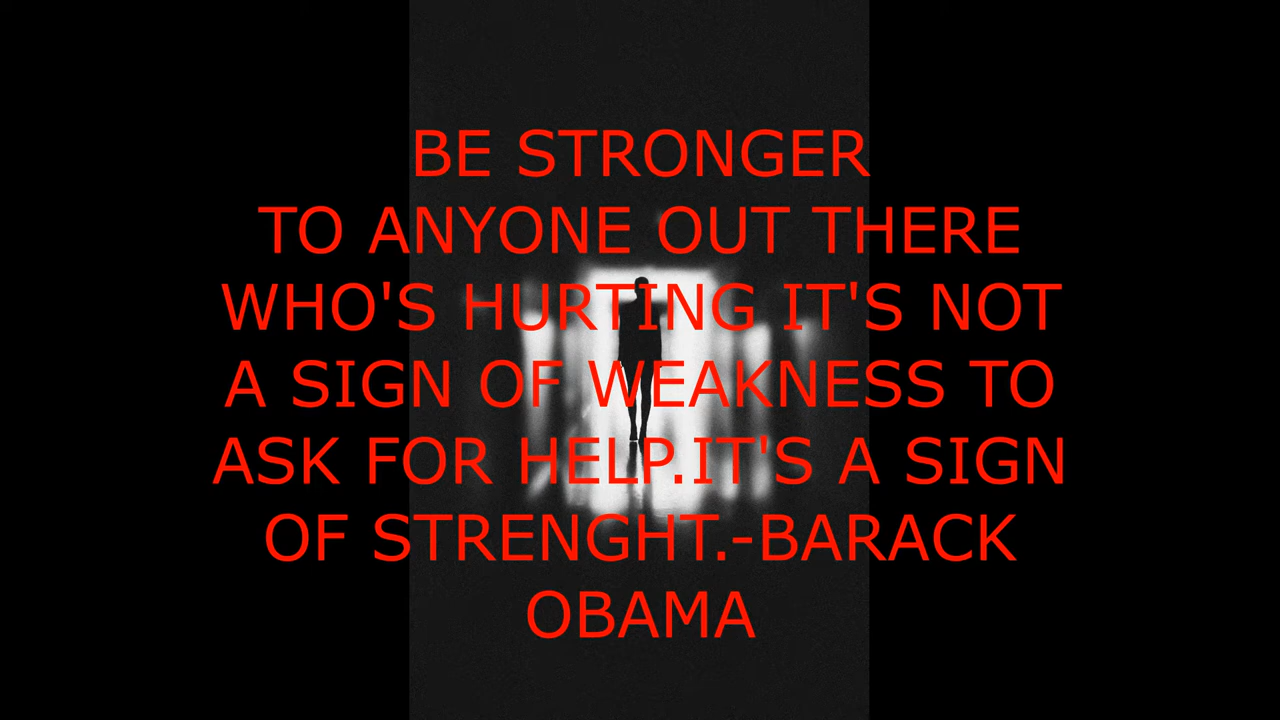 BE STRONGER
TO ANYONE OUT THERE
WHO'S HURTING IT'S NOT
A SIGN OF WEAKNESS TO
ASK FOR HELP.IT'S A SIGN
OF STRENGHT.-BARACK
OBAMA